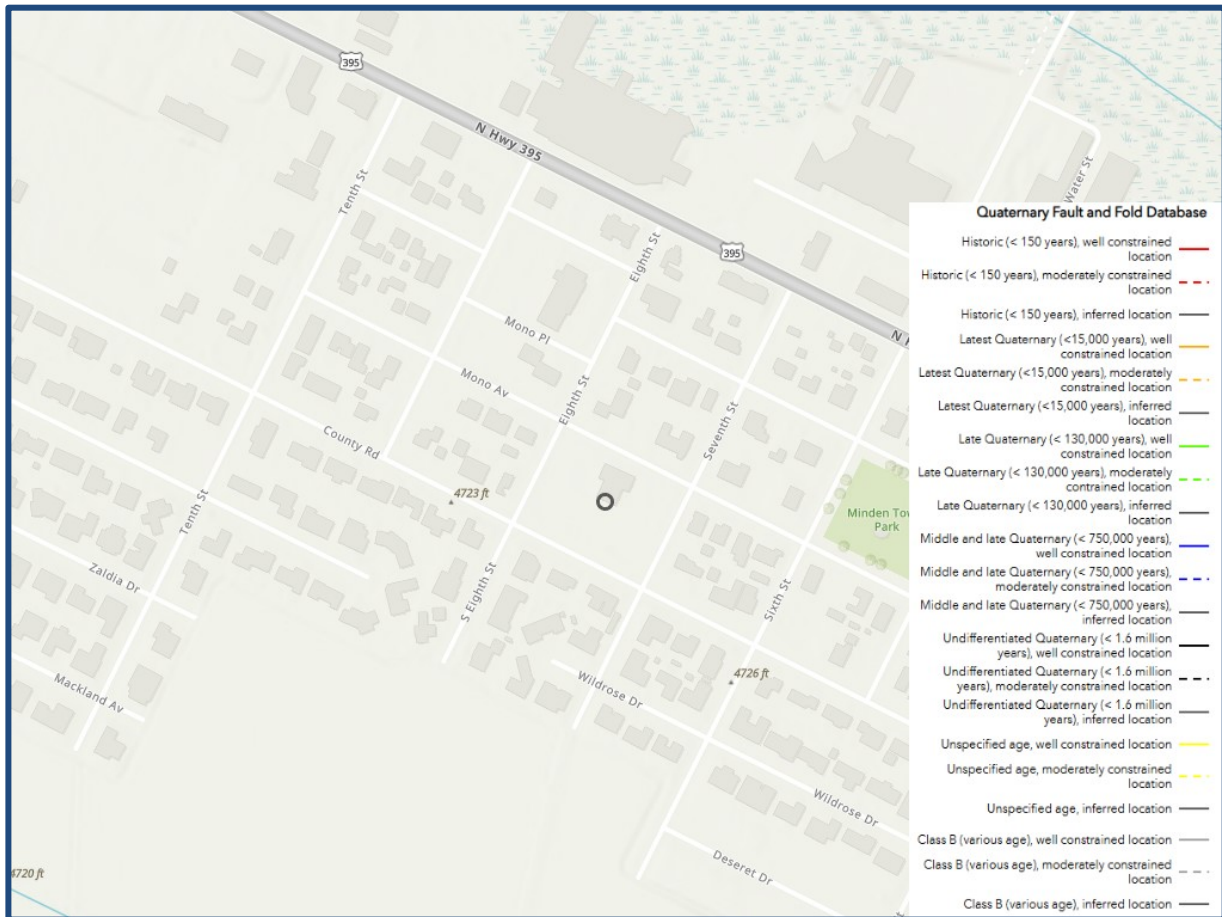 395
N Hwy 395
Tenth St
Water St
Eighth St
395
Mono Pl
Mono Av
Eighth St
Seventh St
County Rd
4723 ft
Tenth St
Minden Tow
Park
Zaldia Dr
S Eighth St
Sixth St
Wildrose Dr
4726 ft
Mackland Av
Wildrose Dr
Deseret Dr
4720 ft
Quaternary Fault and Fold Database
Historic (< 150 years), well constrained
location
Historic (< 150 years), moderately constrained
location
Historic (< 150 years), inferred location
Latest Quaternary (<15,000 years), well
constrained location
Latest Quaternary (<15,000 years), moderately
constrained location
Latest Quaternary (<15,000 years), inferred
location
Late Quaternary (< 130,000 years), well
constrained location
Late Quaternary (< 130,000 years), moderately
contrained location
Late Quaternary (< 130,000 years), inferred
location
Middle and late Quaternary (< 750,000 years),
well constrained location
Middle and late Quaternary (< 750,000 years),
moderately constrained location
Middle and late Quaternary (< 750,000 years),
inferred location
Undifferentiated Quaternary (< 1.6 million
years), well constrained location
Undifferentiated Quaternary (< 1.6 million
years), moderately constrained location
Undifferentiated Quaternary (< 1.6 million
years), inferred location
Unspecified age, well constrained location
Unspecified age, moderately constrained
location
Unspecified age, inferred location
Class B (various age), well constrained location
Class B (various age), moderately constrained
location
Class B (various age), inferred location